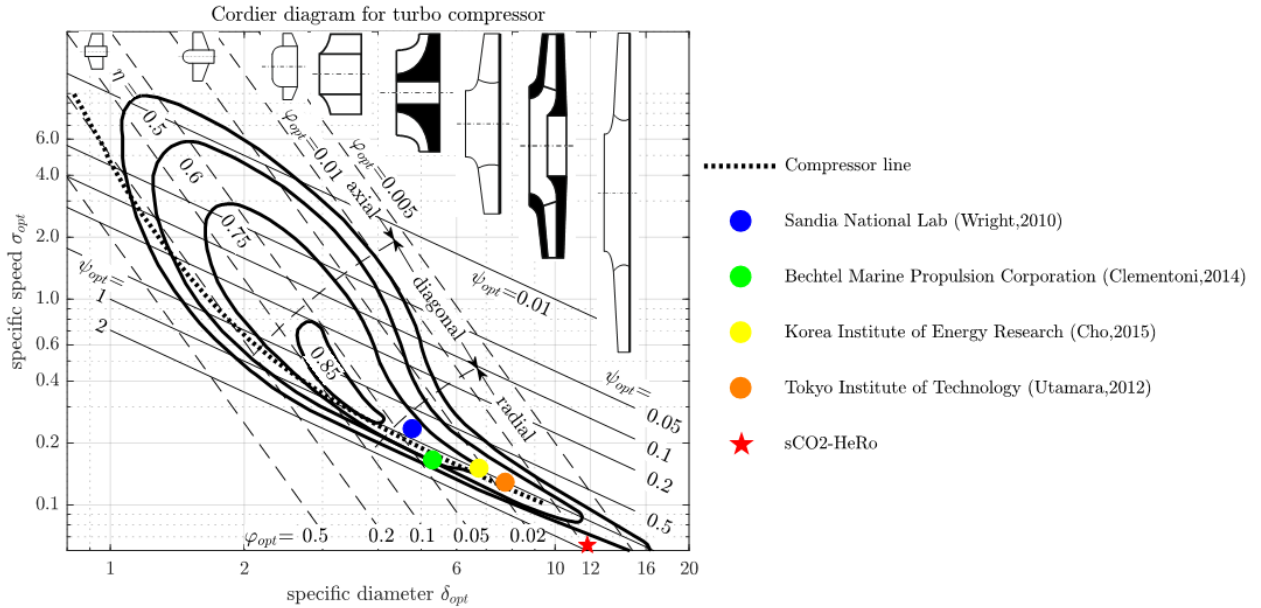 Cordier diagram for turbo compressor
η = 0.5
0.6
0.75
0.85
φopt=0.01
φopt=0.005
axial
diagonal
radial
ψopt=0.01
ψopt=
1
2
ψopt=
0.05
0.1
0.2
0.5
φopt= 0.5 0.2 0.1 0.05 0.02
6.0
4.0
2.0
1.0
0.6
0.4
0.2
0.1
specific speed σopt
1 2 6 10 12 16 20
specific diameter δopt
Compressor line
Sandia National Lab (Wright,2010)
Bechtel Marine Propulsion Corporation (Clementoni,2014)
Korea Institute of Energy Research (Cho,2015)
Tokyo Institute of Technology (Utamara,2012)
sCO2-HeRo